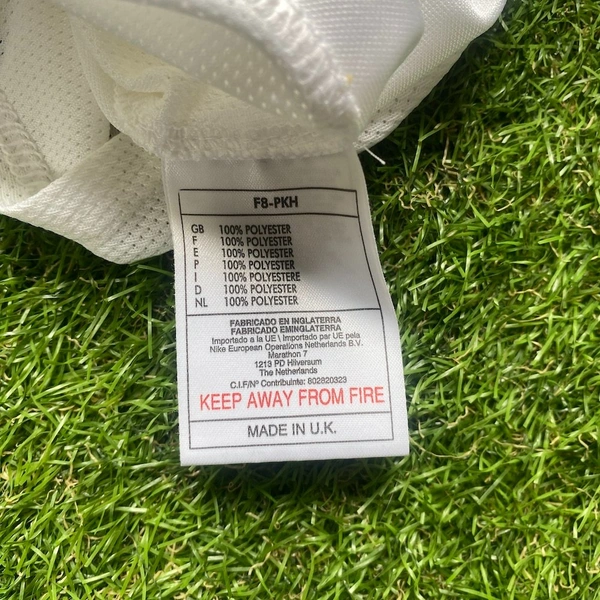 F8-PKH
GB 100% POLYESTER
F 100% POLYESTER
E 100% POLYESTER
P 100% POLYESTER
I 100% POLYESTERE
D 100% POLYESTER
NL 100% POLYESTER
FABRICADO EN INGLATERRA
FABRICADO EMINGLATERRA
Importado a la UE\ Importado par UE pela
Nike European Operations Netherlands B.V.
Marathon 7
1213 PD Hilversum
The Netherlands
C.I.F/Nº Contribuinte: 802820323
KEEP AWAY FROM FIRE
MADE IN U.K.